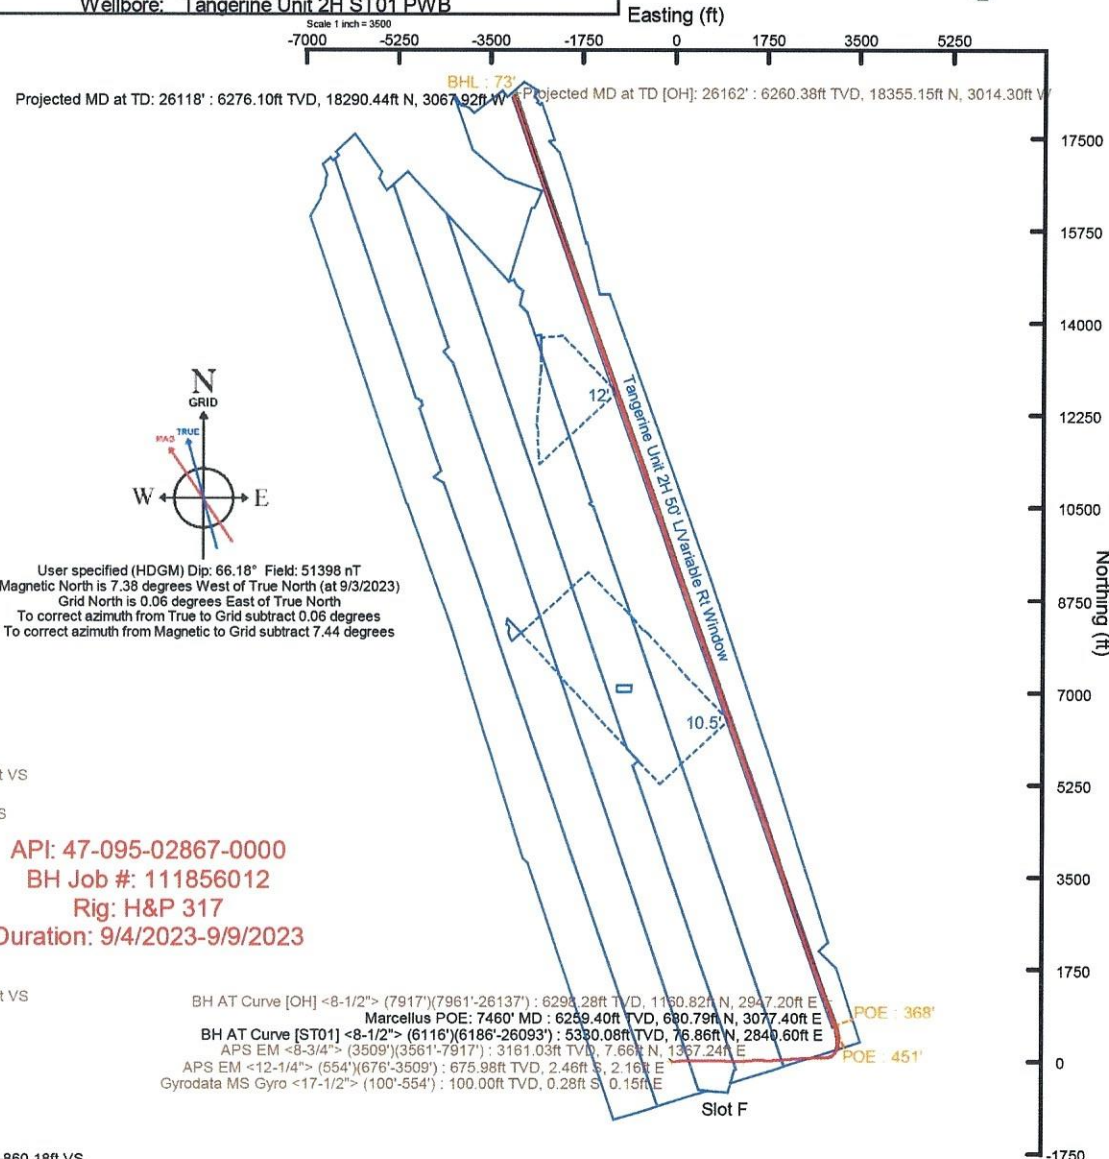 Wellbore: Tangerine Unit 2H ST01 PWB
Easting (ft)
Scale 1 inch = 3500
-7000 -5250 -3500 -1750 0 1750 3500 5250
BHL : 73'
Projected MD at TD: 26118' : 6276.10ft TVD, 18290.44ft N, 3067.92ft W
Projected MD at TD [OH]: 26162' : 6260.38ft TVD, 18355.15ft N, 3014.30ft W
17500
15750
14000
12250
10500
8750
7000
5250
3500
1750
0
-1750
Northing (ft)
N
GRID
TRUE
MAG
W E
User specified (HDGM) Dip: 66.18° Field: 51398 nT
Magnetic North is 7.38 degrees West of True North (at 9/3/2023)
Grid North is 0.06 degrees East of True North
To correct azimuth from True to Grid subtract 0.06 degrees
To correct azimuth from Magnetic to Grid subtract 7.44 degrees
12'
Tangerine Unit 2H 50' L/Variable Rt Window
10.5'
t VS
S
API: 47-095-02867-0000
BH Job #: 111856012
Rig: H&P 317
Duration: 9/4/2023-9/9/2023
t VS
BH AT Curve [OH] <8-1/2"> (7917')(7961'-26137') : 6298.28ft TVD, 1160.82ft N, 2947.20ft E
Marcellus POE: 7460' MD : 6259.40ft TVD, 680.79ft N, 3077.40ft E
BH AT Curve [ST01] <8-1/2"> (6116')(6186'-26093') : 5330.08ft TVD, 76.86ft N, 2840.60ft E
APS EM <8-3/4"> (3509')(3561'-7917') : 3161.03ft TVD, 7.66ft N, 1367.24ft E
APS EM <12-1/4"> (554')(676'-3509') : 675.98ft TVD, 2.46ft S, 2.16ft E
Gyrodata MS Gyro <17-1/2"> (100'-554') : 100.00ft TVD, 0.28ft S, 0.15ft E
POE : 368'
POE : 451'
Slot F
860.18ft VS